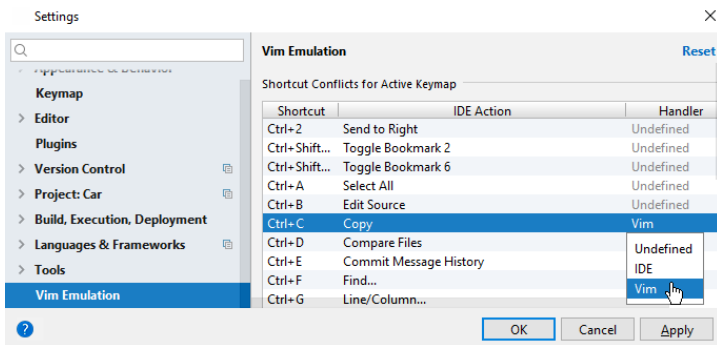 Settings
Vim Emulation
Reset
Appearance & Behavior
Keymap
Editor
Plugins
Version Control
Project: Car
Build, Execution, Deployment
Languages & Frameworks
Tools
Vim Emulation
Shortcut Conflicts for Active Keymap
Shortcut IDE Action Handler
Ctrl+2 Send to Right Undefined
Ctrl+Shift... Toggle Bookmark 2 Undefined
Ctrl+Shift... Toggle Bookmark 6 Undefined
Ctrl+A Select All Undefined
Ctrl+B Edit Source Undefined
Ctrl+C Copy Vim
Ctrl+D Compare Files
Ctrl+E Commit Message History
Ctrl+F Find...
Ctrl+G Line/Column...
Undefined
IDE
Vim
?
OK Cancel Apply